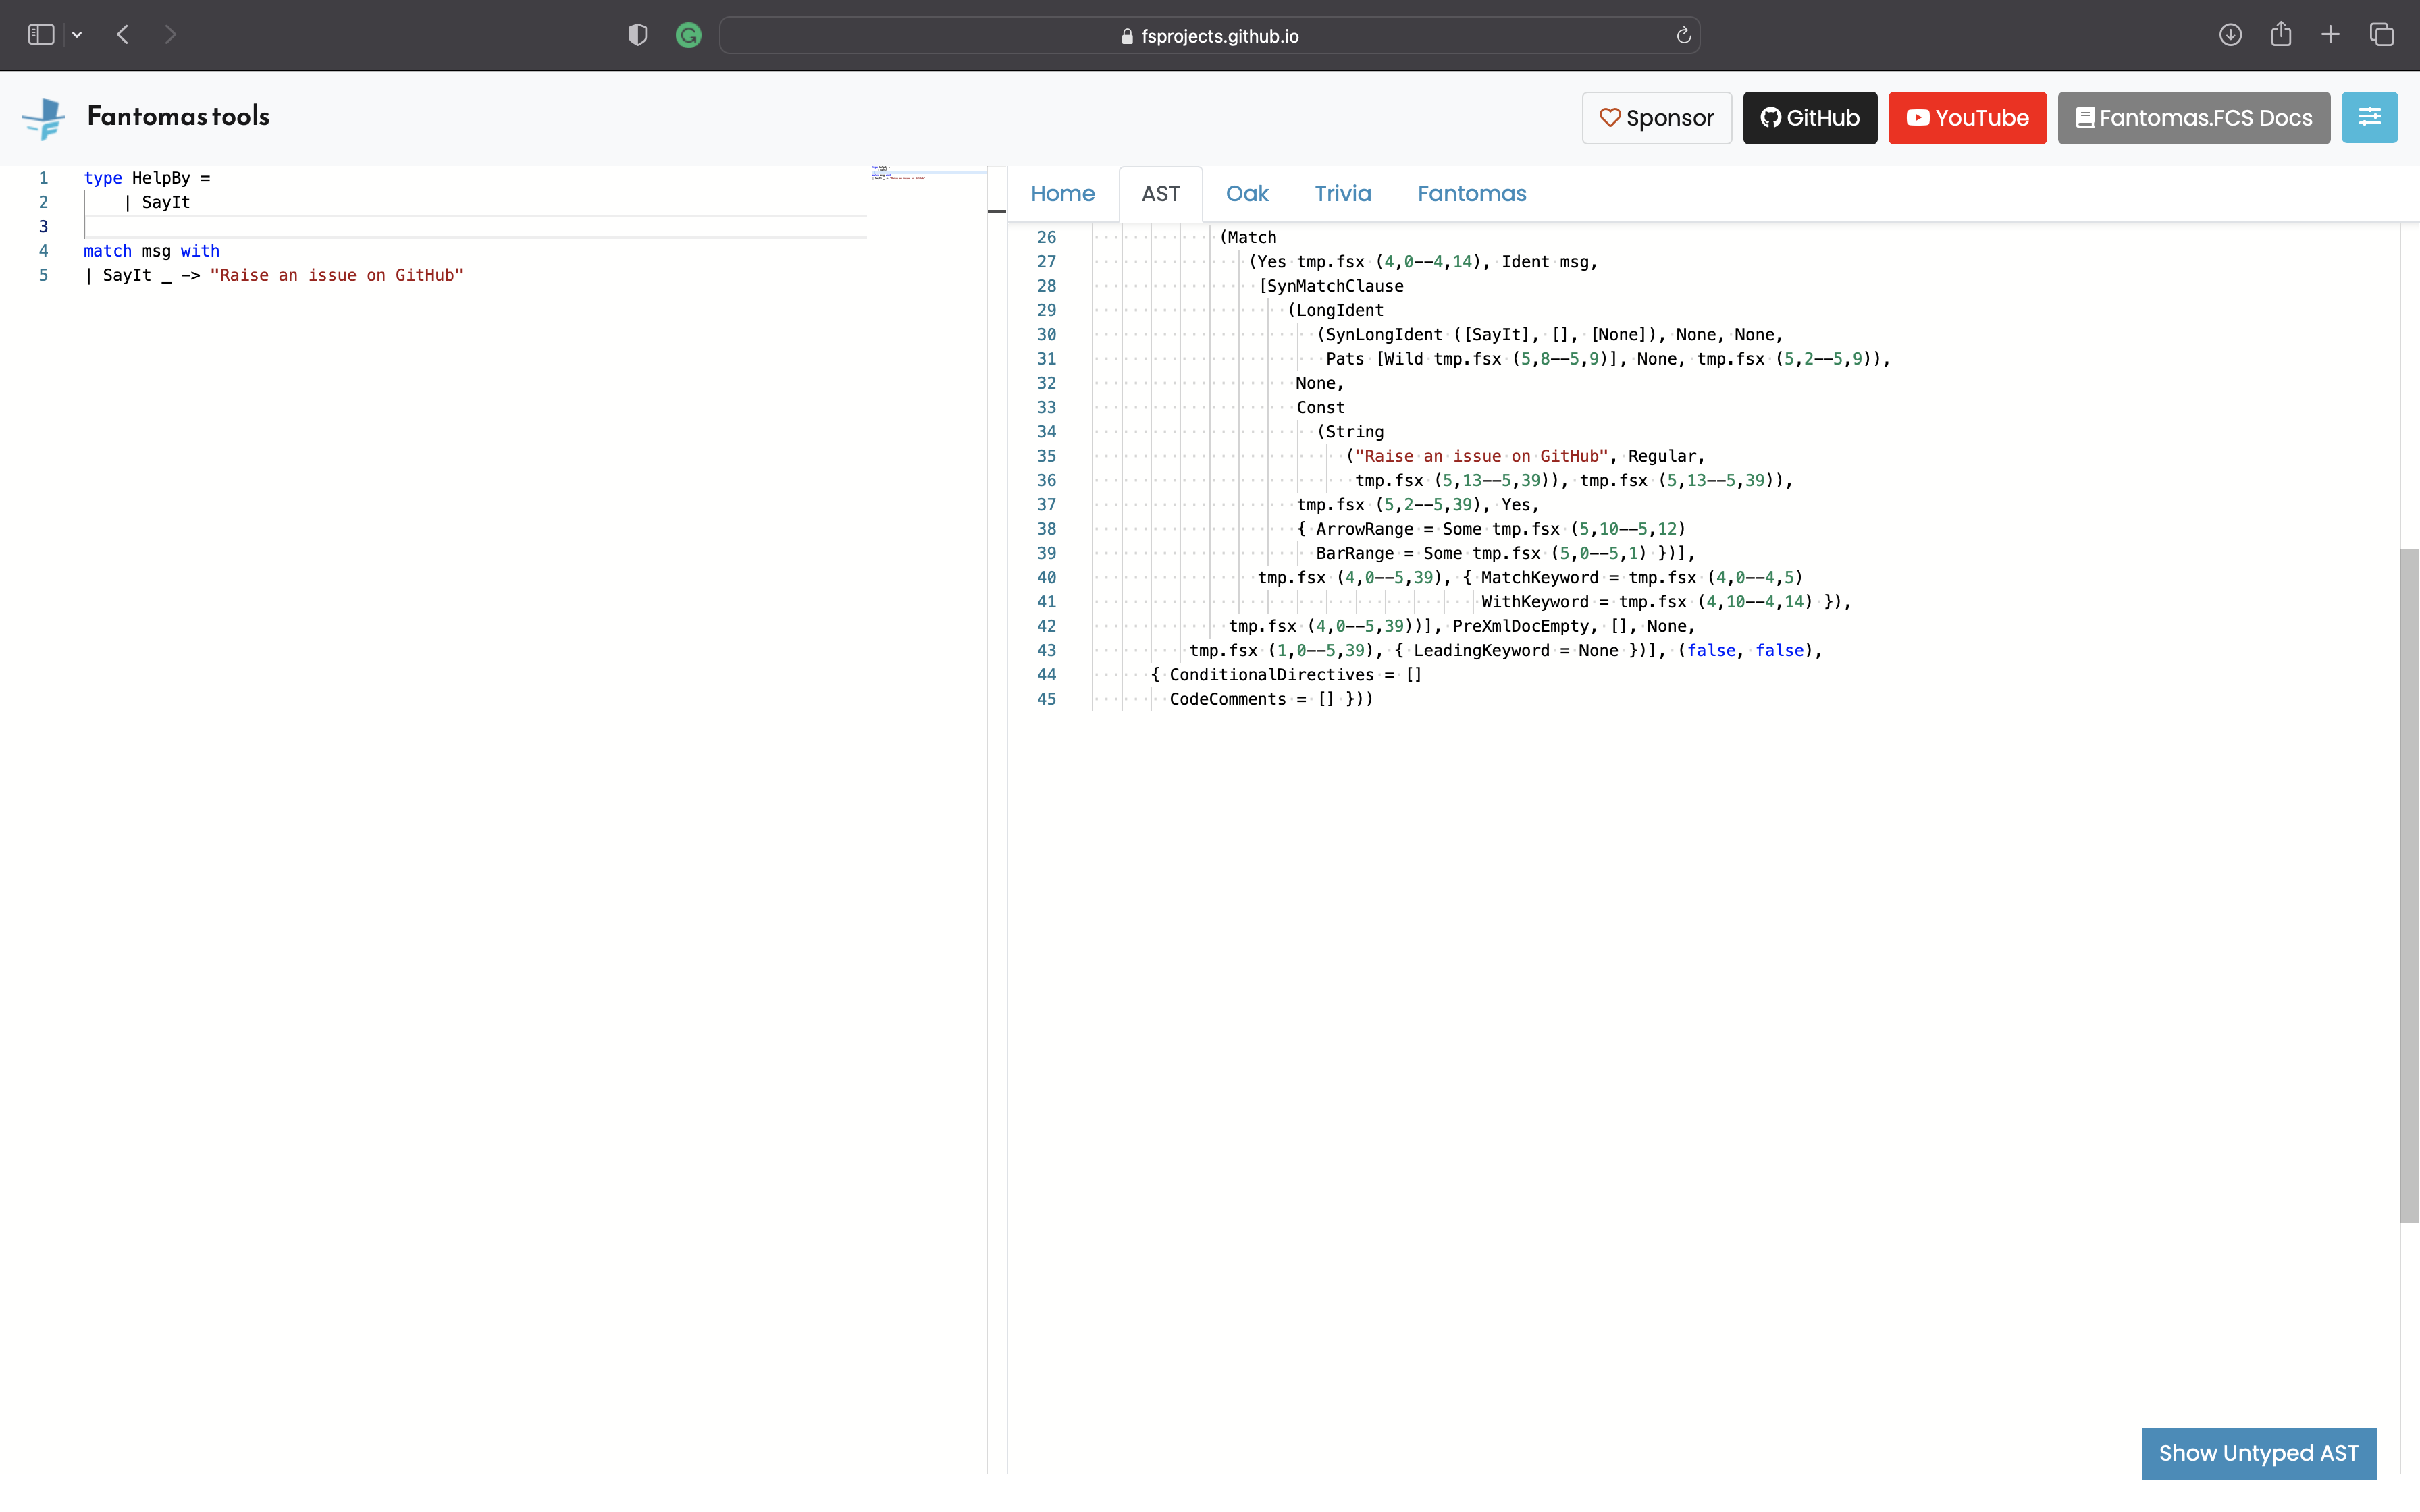 fsprojects.github.io
Fantomas tools
Sponsor
GitHub
YouTube
Fantomas.FCS Docs
1 type HelpBy =
2 | SayIt
3
4 match msg with
5 | SayIt _ -> "Raise an issue on GitHub"
Home AST Oak Trivia Fantomas
26 (Match
27 (Yes tmp.fsx (4,0--4,14), Ident msg,
28 [SynMatchClause
29 (LongIdent
30 (SynLongIdent ([SayIt], [], [None]), None, None,
31 Pats [Wild tmp.fsx (5,8--5,9)], None, tmp.fsx (5,2--5,9)),
32 None,
33 Const
34 (String
35 ("Raise an issue on GitHub", Regular,
36 tmp.fsx (5,13--5,39)), tmp.fsx (5,13--5,39)),
37 tmp.fsx (5,2--5,39), Yes,
38 { ArrowRange = Some tmp.fsx (5,10--5,12)
39 BarRange = Some tmp.fsx (5,0--5,1) })],
40 tmp.fsx (4,0--5,39), { MatchKeyword = tmp.fsx (4,0--4,5)
41 WithKeyword = tmp.fsx (4,10--4,14) }),
42 tmp.fsx (4,0--5,39))], PreXmlDocEmpty, [], None,
43 tmp.fsx (1,0--5,39), { LeadingKeyword = None })], (false, false),
44 { ConditionalDirectives = []
45 CodeComments = [] }))
Show Untyped AST